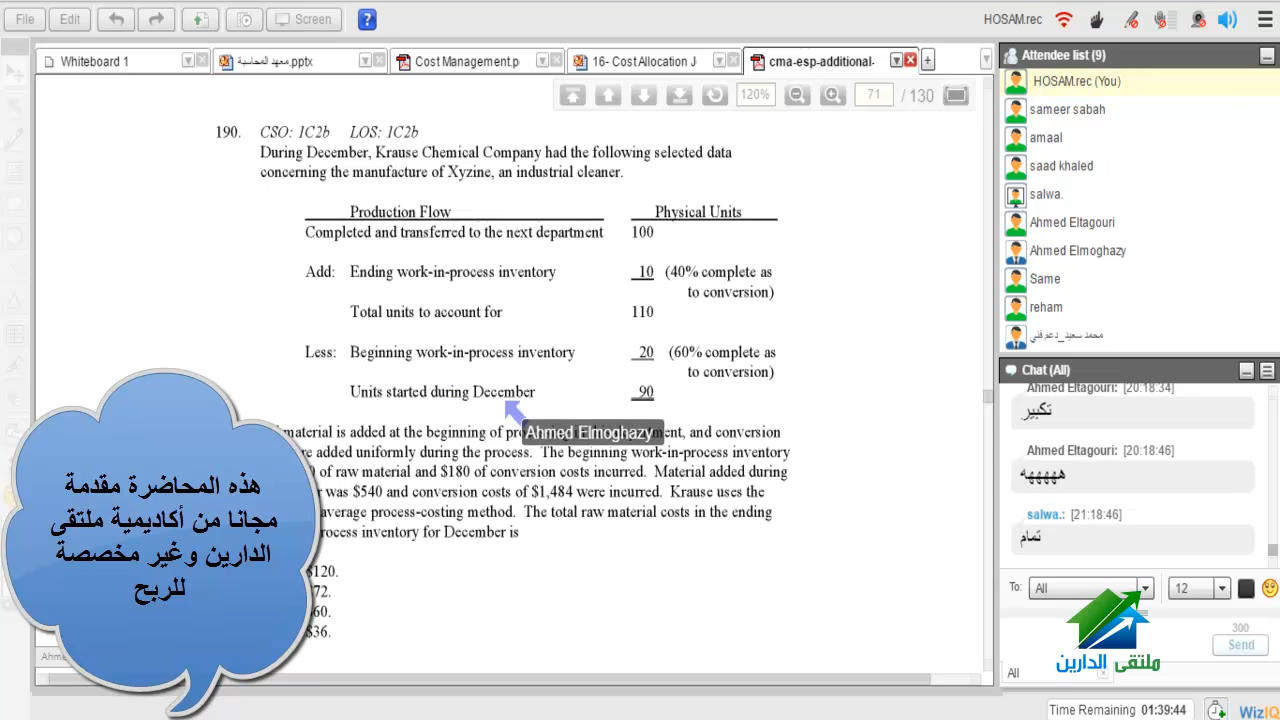 File
Edit
Screen
HOSAM.rec
Whiteboard 1
معهد المحاسبة.pptx
Cost Management.p
16- Cost Allocation J
cma-esp-additional-
120%
71 / 130
190. CSO: 1C2b LOS: 1C2b
During December, Krause Chemical Company had the following selected data
concerning the manufacture of Xyzine, an industrial cleaner.
Production Flow Physical Units
Completed and transferred to the next department 100
Add: Ending work-in-process inventory 10 (40% complete as
to conversion)
Total units to account for 110
Less: Beginning work-in-process inventory 20 (60% complete as
to conversion)
Units started during December 90
material is added at the beginning of ment, and conversion
Ahmed Elmoghazy
re added uniformly during the process. The beginning work-in-process inventory
0 of raw material and $180 of conversion costs incurred. Material added during
r was $540 and conversion costs of $1,484 were incurred. Krause uses the
average process-costing method. The total raw material costs in the ending
rocess inventory for December is
$120.
72.
60.
$36.
هذه المحاضرة مقدمة
مجانا من أكاديمية ملتقى
الدارين وغير مخصصة
للربح
Ahme
Attendee list (9)
HOSAM.rec (You)
sameer sabah
amaal
saad khaled
salwa.
Ahmed Eltagouri
Ahmed Elmoghazy
Same
reham
محمد سعيد_دعم فني
Chat (All)
Ahmed Eltagouri: [20:18:34]
تكبير
Ahmed Eltagouri: [20:18:46]
هههههه
salwa.: [21:18:46]
تمام
To: All 12
300
Send
ملتقى الدارين
All
Time Remaining 01:39:44
WizIQ